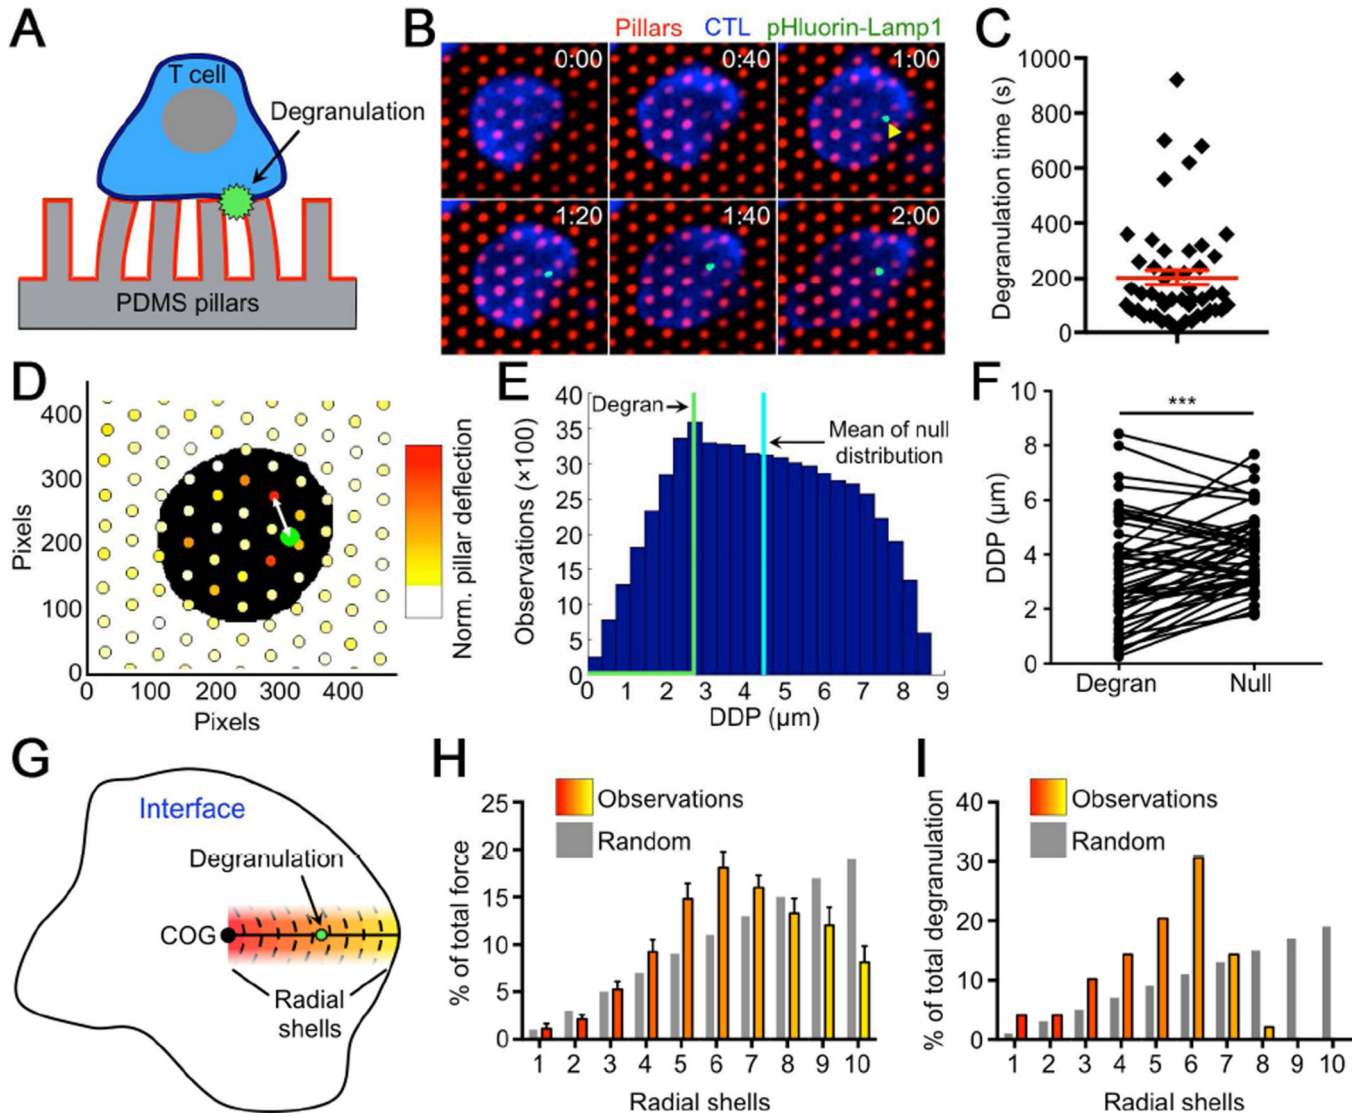 A
T cell
Degranulation
PDMS pillars
B
Pillars CTL pHluorin-Lamp1
0:00
0:40
1:00
1:20
1:40
2:00
C
Degranulation time (s)
1000
800
600
400
200
0
D
Pixels
400
300
200
100
0
0 100 200 300 400
Pixels
Norm. pillar deflection
E
Observations (×100)
40
35
30
25
20
15
10
5
0
Degran
Mean of null
distribution
0 1 2 3 4 5 6 7 8 9
DDP (µm)
F
DDP (µm)
10
8
6
4
2
0
***
Degran Null
G
Interface
Degranulation
COG
Radial
shells
H
% of total force
25
20
15
10
5
0
Observations
Random
1 2 3 4 5 6 7 8 9 10
Radial shells
I
% of total degranulation
40
30
20
10
0
Observations
Random
1 2 3 4 5 6 7 8 9 10
Radial shells